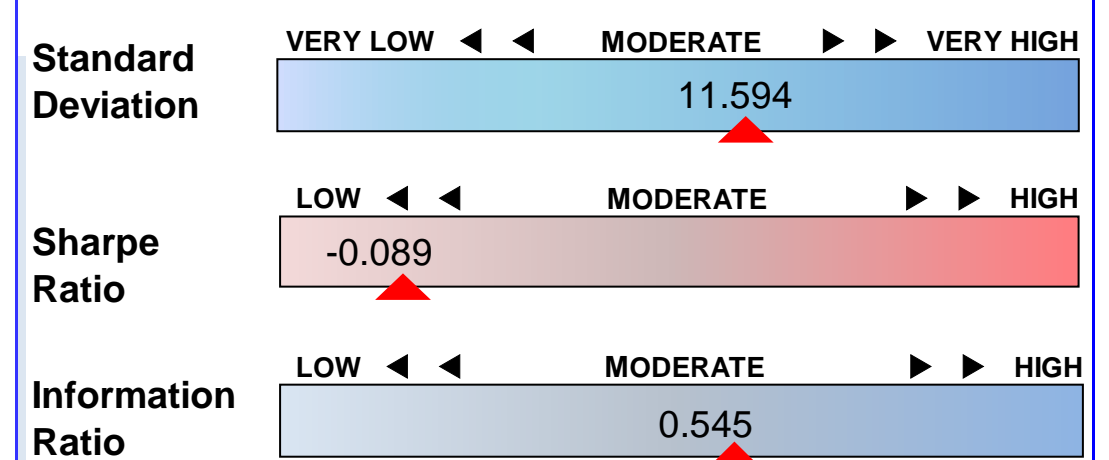 VERY LOW ◄ ◄ MODERATE ► ► VERY HIGH
Standard
Deviation
11.594
LOW ◄ ◄ MODERATE ► ► HIGH
Sharpe
Ratio
-0.089
LOW ◄ ◄ MODERATE ► ► HIGH
Information
Ratio
0.545